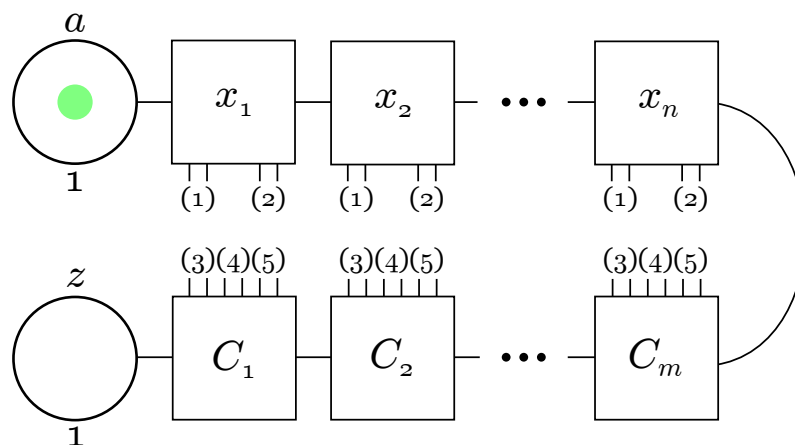 a
x₁ x₂ ••• xₙ
1 (1) (2) (1) (2) (1) (2)
z (3)(4)(5) (3)(4)(5) (3)(4)(5)
C₁ C₂ ••• Cₘ
1